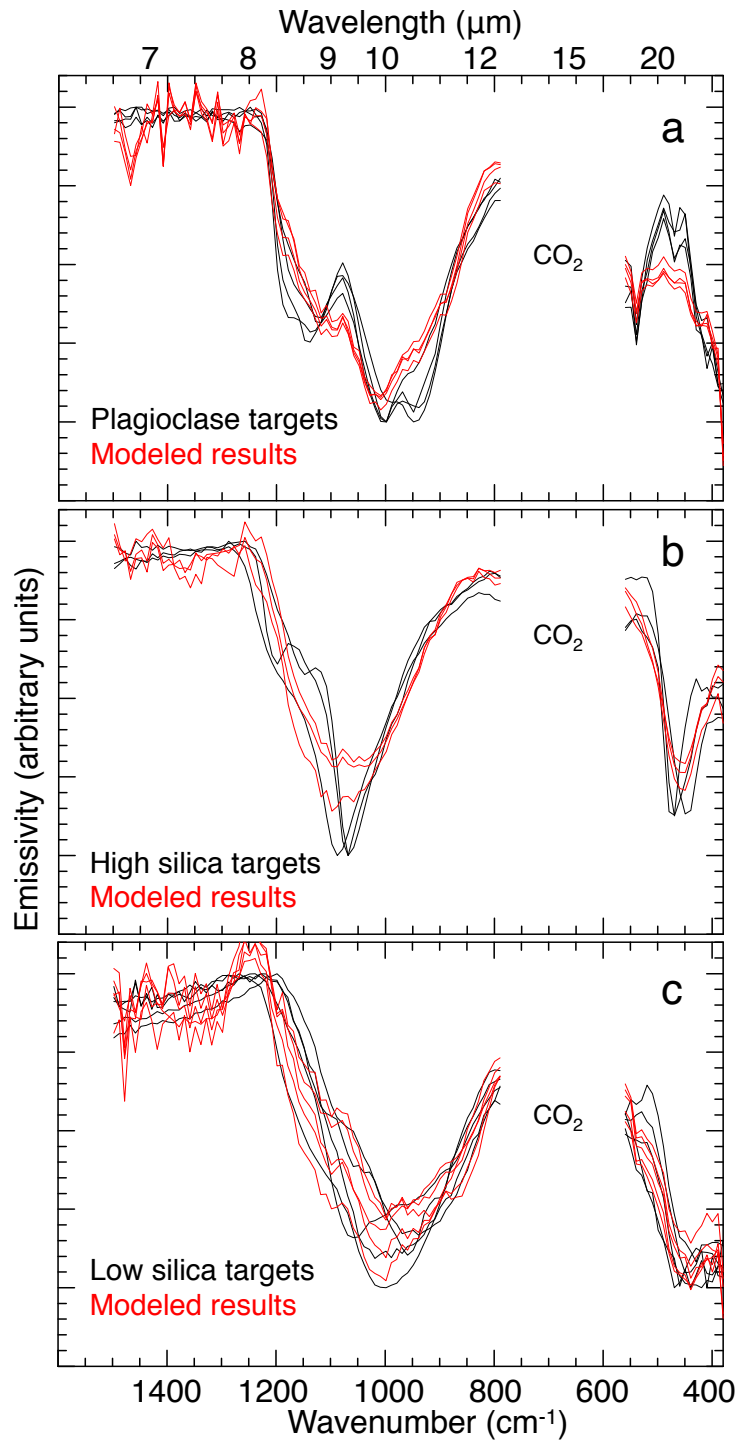 Wavelength (μm)
7 8 9 10 12 15 20
a
CO₂
Plagioclase targets
Modeled results
b
CO₂
High silica targets
Modeled results
c
CO₂
Low silica targets
Modeled results
Emissivity (arbitrary units)
1400 1200 1000 800 600 400
Wavenumber (cm⁻¹)